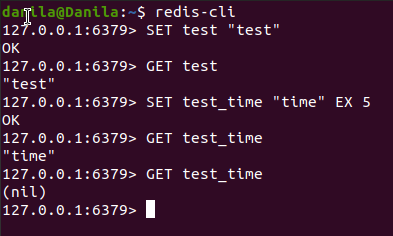 danila@Danila:~$ redis-cli
127.0.0.1:6379> SET test "test"
OK
127.0.0.1:6379> GET test
"test"
127.0.0.1:6379> SET test_time "time" EX 5
OK
127.0.0.1:6379> GET test_time
"time"
127.0.0.1:6379> GET test_time
(nil)
127.0.0.1:6379>